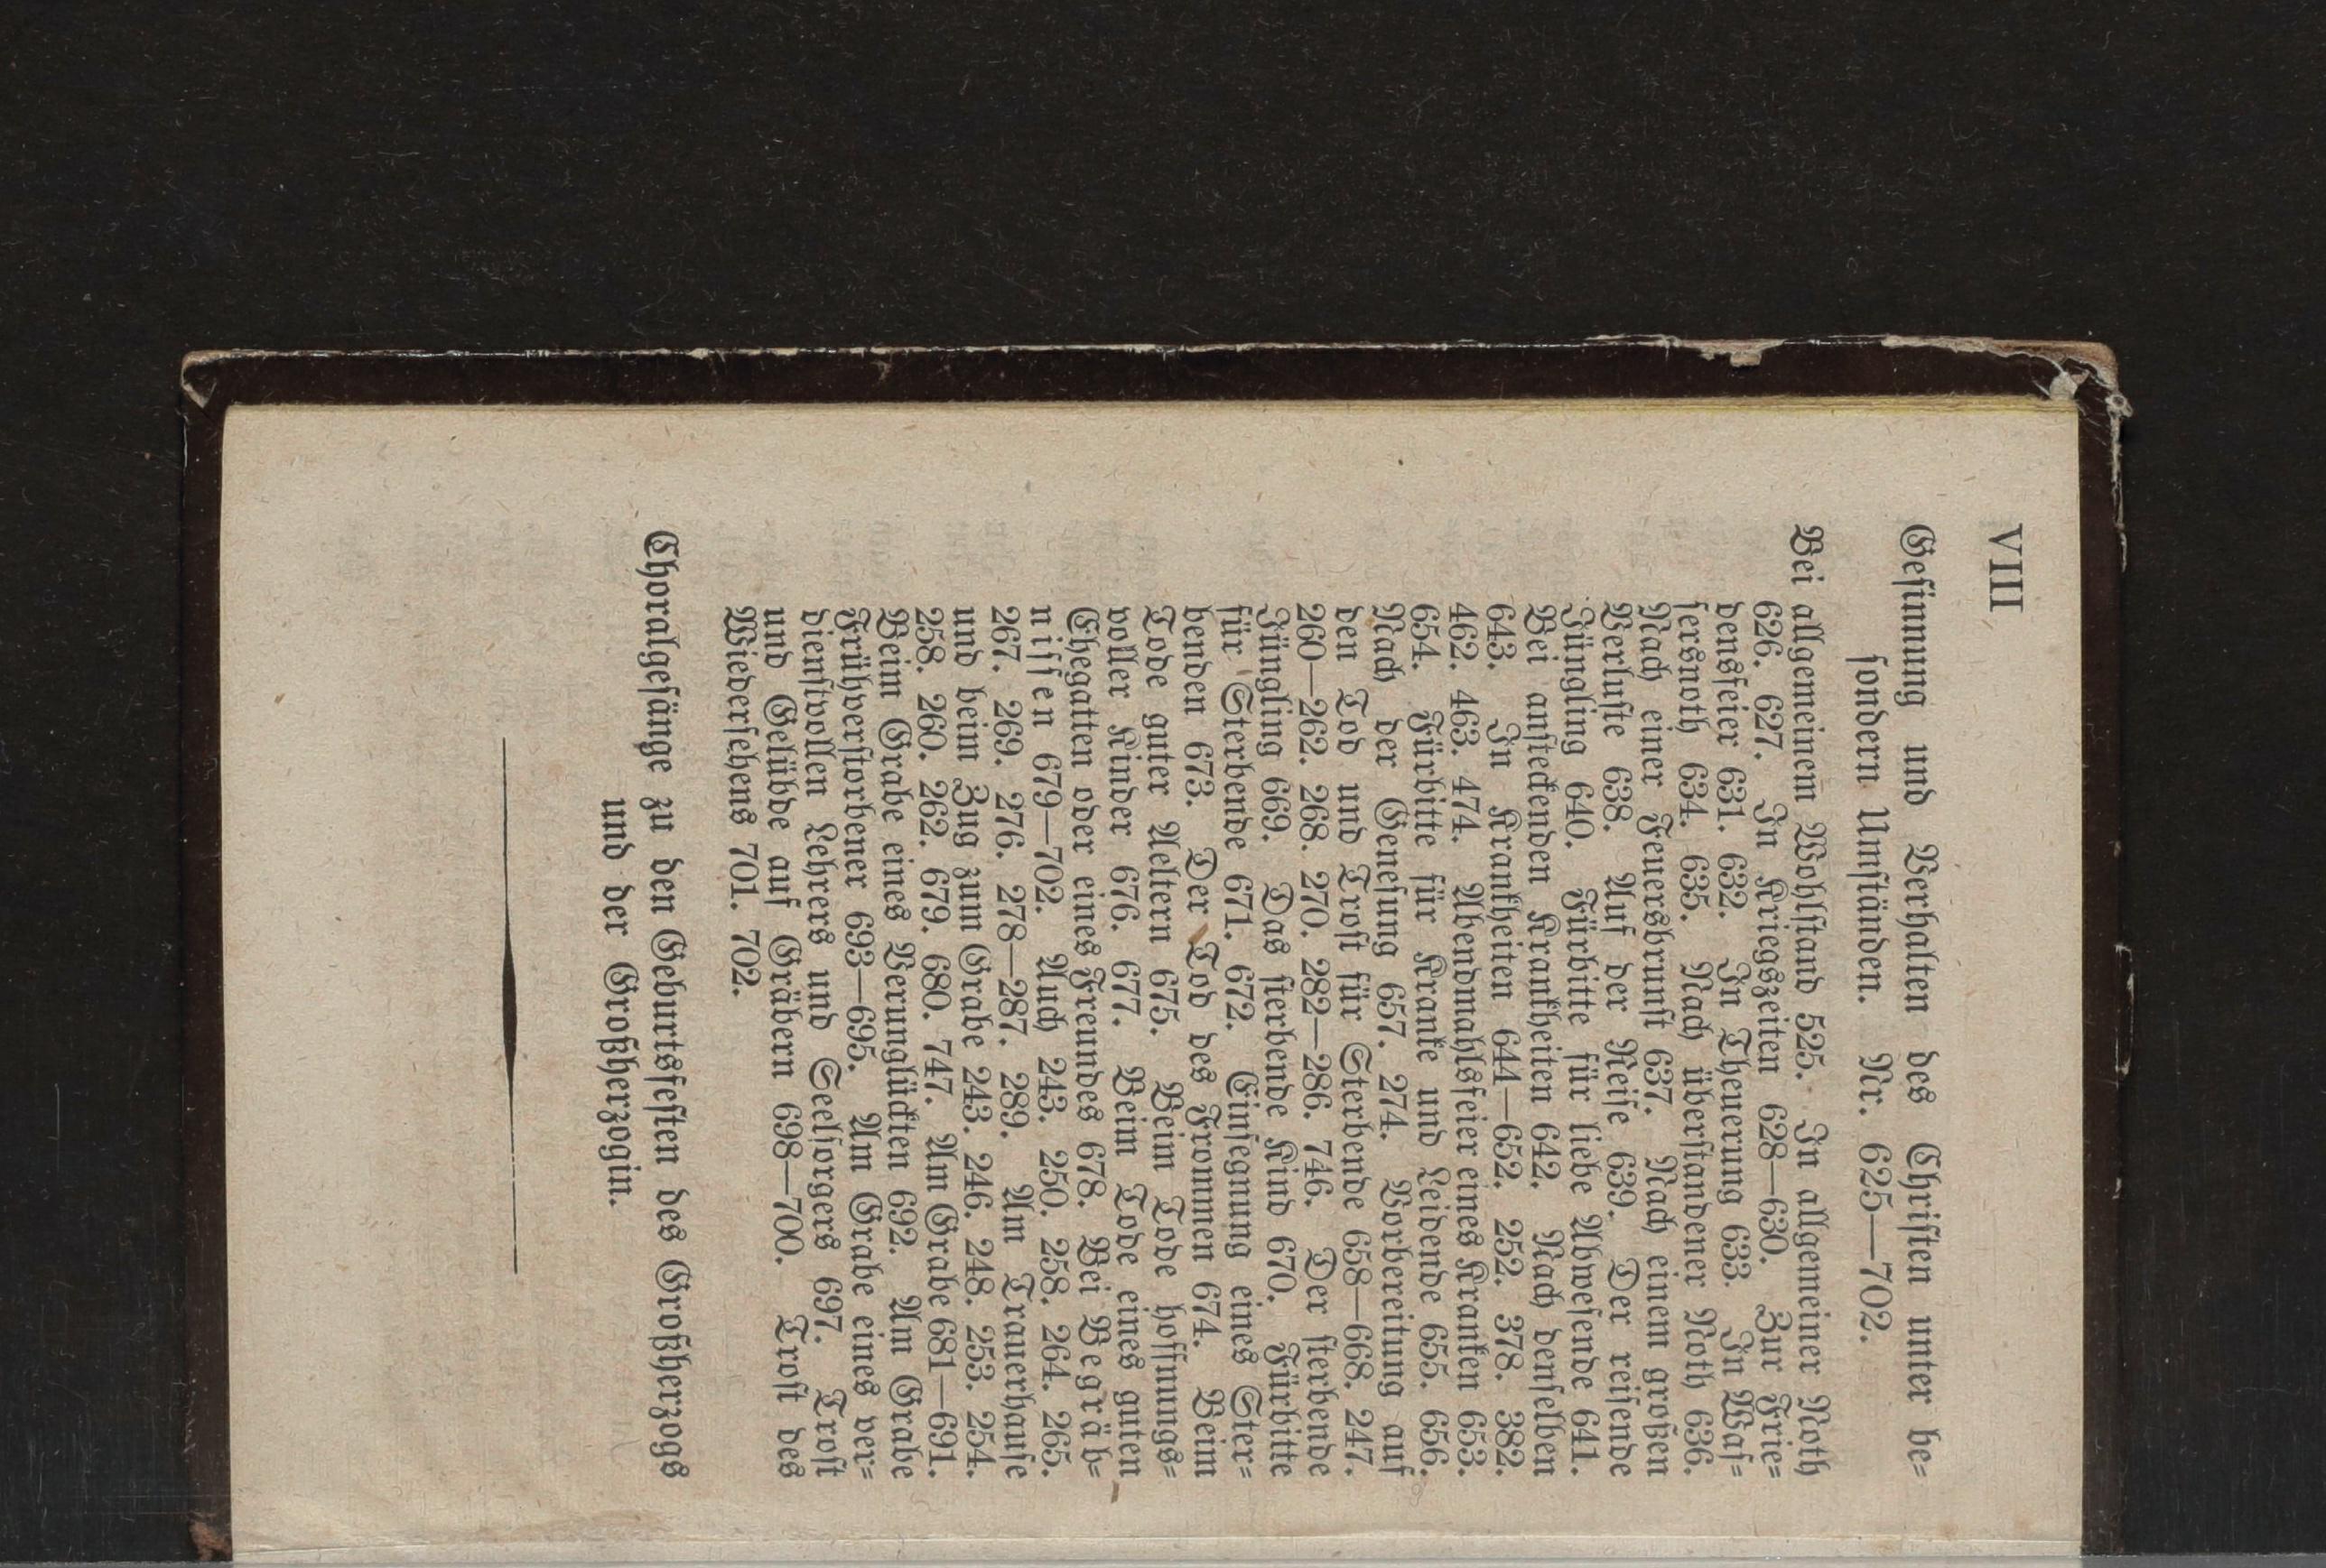 VIII
Gesinnung und Verhalten des Christen unter be=
sondern Umständen. Nr. 625—702.
Bei allgemeinem Wohlstand 525. In allgemeiner Noth
626. 627. In Kriegszeiten 628—630. Zur Frie=
densfeier 631. 632. In Theuerung 633. In Was=
sersnoth 634. 635. Nach überstandener Noth 636.
Nach einer Feuersbrunst 637. Nach einem großen
Verluste 638. Auf der Reise 639. Der reisende
Jüngling 640. Fürbitte für liebe Abwesende 641.
Bei ansteckenden Krankheiten 642. Nach denselben
643. In Krankheiten 644—652. 252. 378. 382.
462. 463. 474. Abendmahlsfeier eines Kranken 653.
654. Fürbitte für Kranke und Leidende 655. 656.
Nach der Genesung 657. 274. Vorbereitung auf
den Tod und Trost für Sterbende 658—668. 247.
260—262. 268. 270. 282—286. 746. Der sterbende
Jüngling 669. Das sterbende Kind 670. Fürbitte
für Sterbende 671. 672. Einsegnung eines Ster=
benden 673. Der Tod des Frommen 674. Beim
Tode guter Aeltern 675. Beim Tode hoffnungs=
voller Kinder 676. 677. Beim Tode eines guten
Ehegatten oder eines Freundes 678. Bei Begräb=
nissen 679—702. Auch 243. 250. 258. 264. 265.
267. 269. 276. 278—287. 289. Am Trauerhause
und beim Zug zum Grabe 243. 246. 248. 253. 254.
258. 260. 262. 679. 680. 747. Am Grabe 681—691.
Beim Grabe eines Verunglückten 692. Am Grabe
Frühverstorbener 693—695. Am Grabe eines ver=
dienstvollen Lehrers und Seelsorgers 697. Trost
und Gelübde auf Gräbern 698—700. Trost des
Wiedersehens 701. 702.
Choralgesänge zu den Geburtsfesten des Großherzogs
und der Großherzogin.